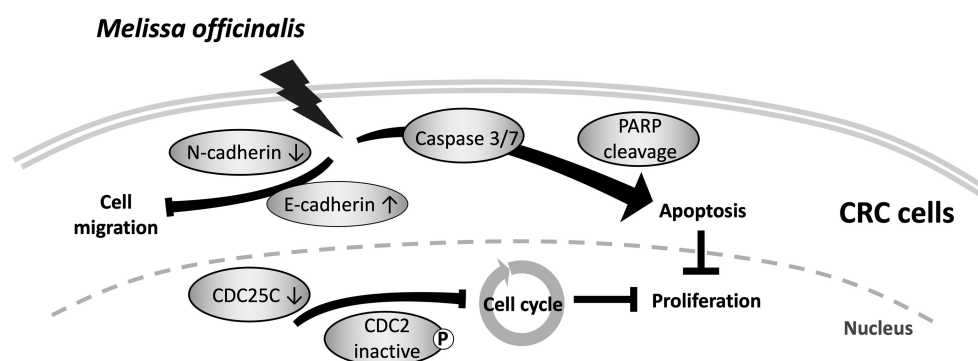 Melissa officinalis
N-cadherin ↓
Caspase 3/7
PARP
cleavage
E-cadherin ↑
Cell
migration
Apoptosis
CRC cells
CDC25C ↓
Cell cycle
Proliferation
CDC2
inactive
P
Nucleus